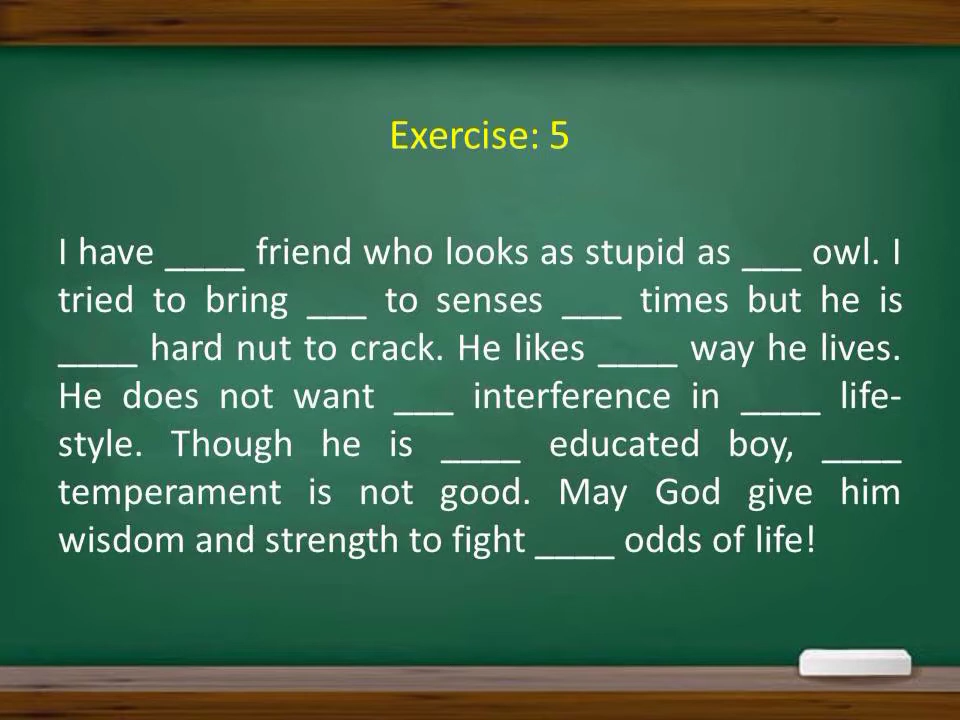 Exercise: 5
I have ____ friend who looks as stupid as ___ owl. I
tried to bring ___ to senses ___ times but he is
____ hard nut to crack. He likes ____ way he lives.
He does not want ___ interference in ____ life-
style. Though he is ____ educated boy, ____
temperament is not good. May God give him
wisdom and strength to fight ____ odds of life!